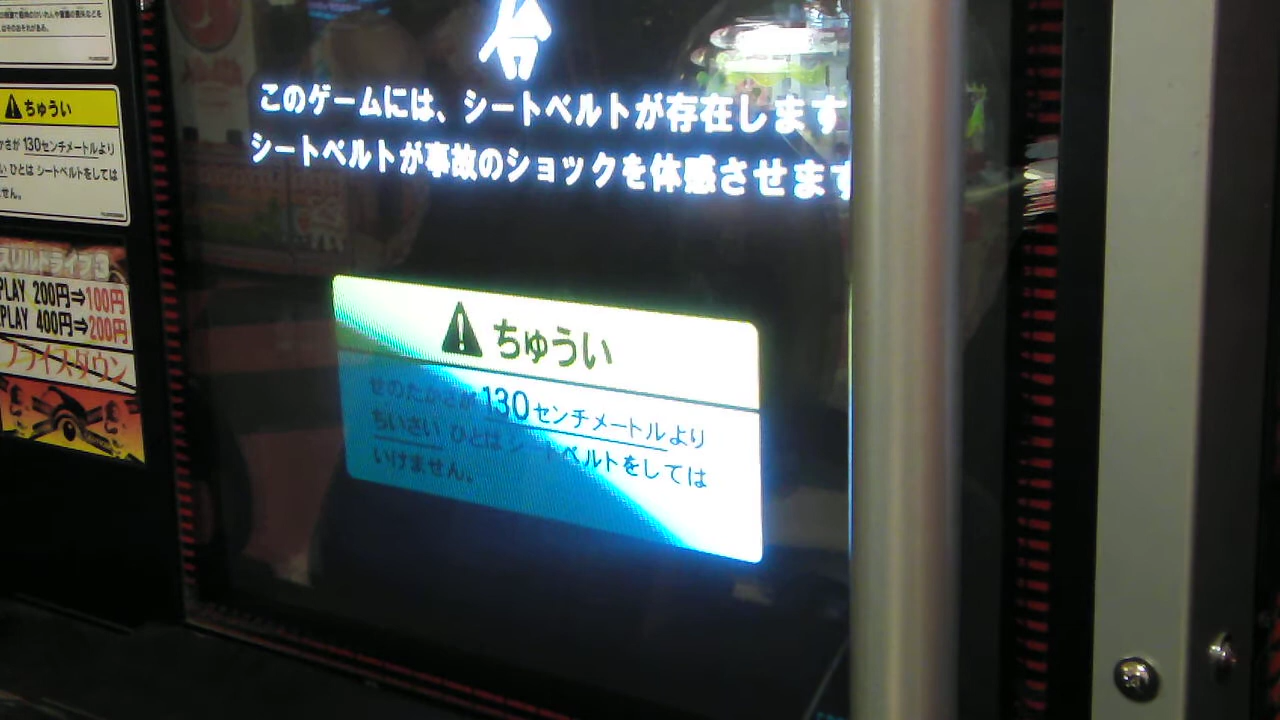 ちゅうい
130センチメートルより
ひとは シートベルトをしては
スリルドライブ3
PLAY 200円⇒100円
PLAY 400円⇒200円
プライスダウン
このゲームには、シートベルトが存在します
シートベルトが事故のショックを体感させます
ちゅうい
せのたかさが 130センチメートルより
ちいさい ひとは シートベルトをしては
いけません。